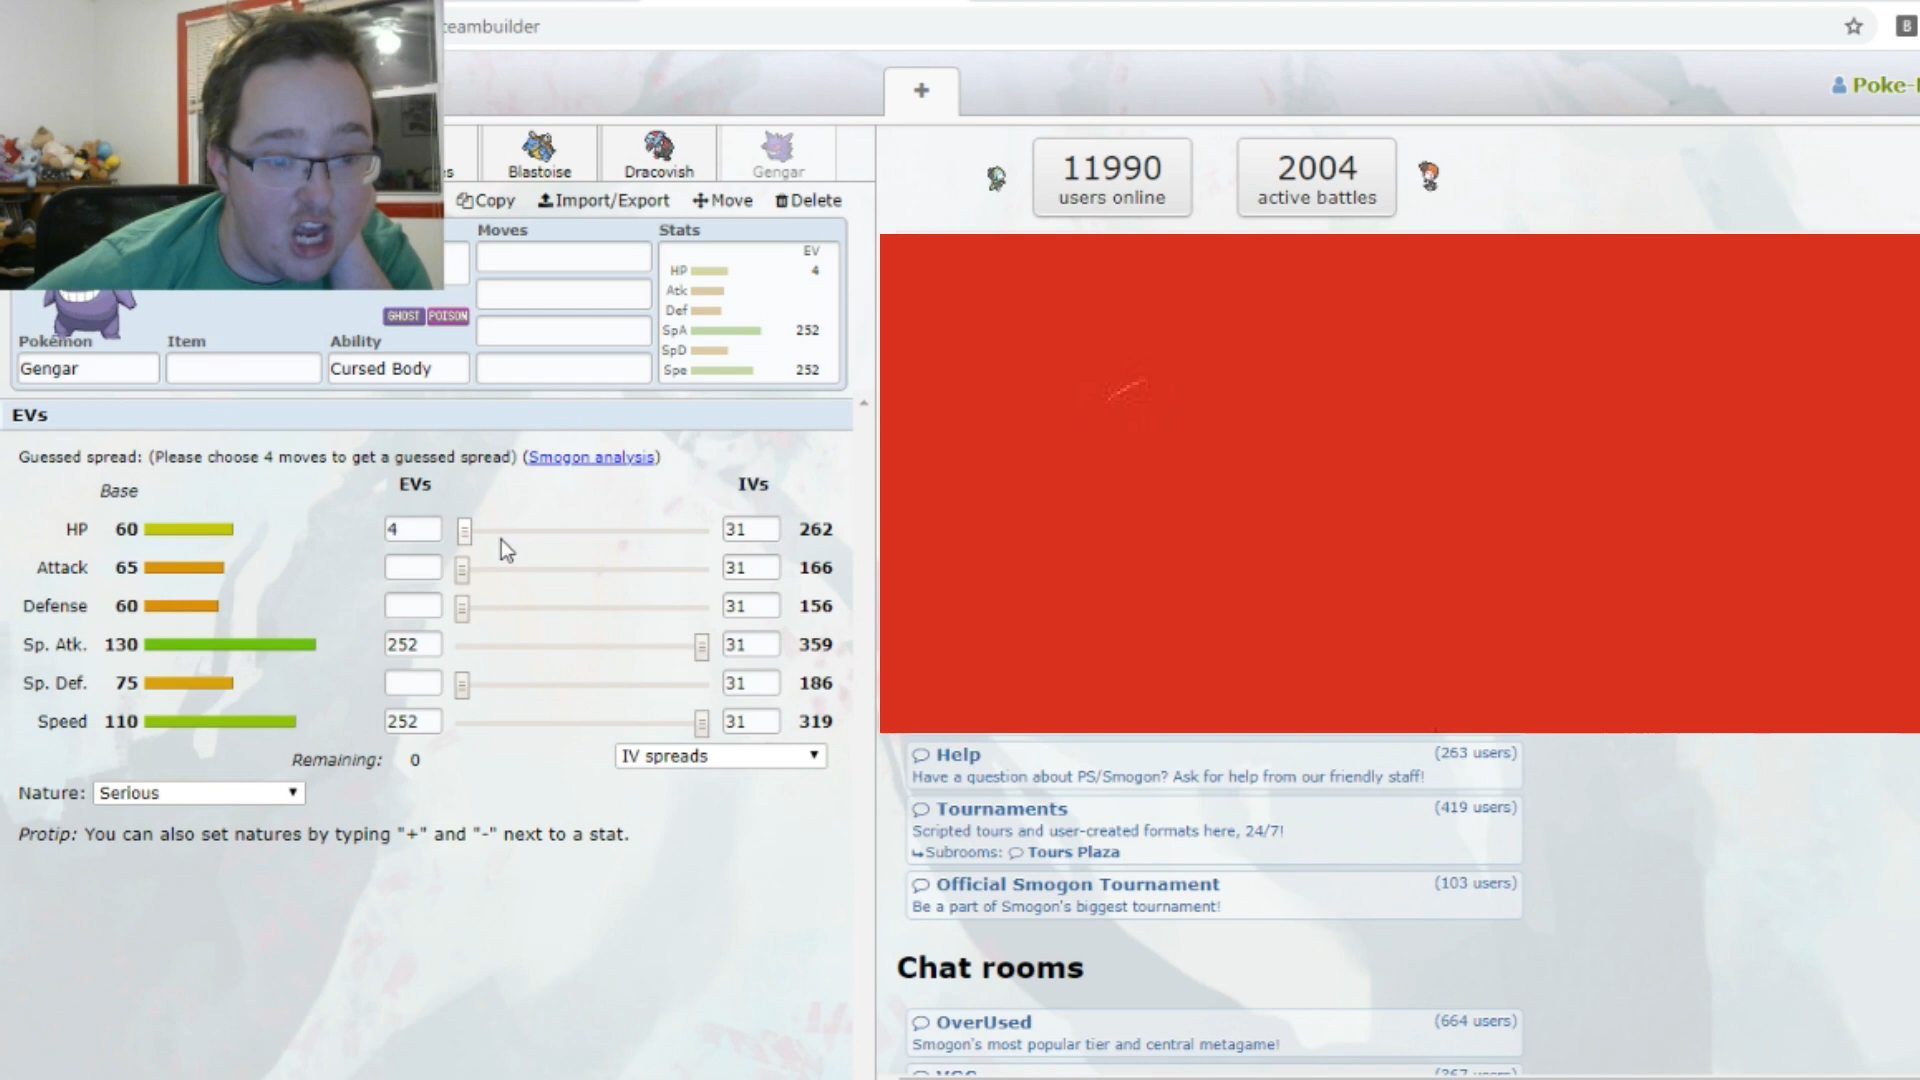 eambuilder
B
+
Poke-
s
Blastoise
Dracovish
Gengar
Copy
Import/Export
Move
Delete
11990
users online
2004
active battles
Moves
Stats
EV
HP 4
Atk
Def
SpA 252
SpD
Spe 252
GHOST POISON
Pokémon
Item
Ability
Gengar
Cursed Body
EVs
Guessed spread: (Please choose 4 moves to get a guessed spread) (Smogon analysis)
Base
EVs
IVs
HP 60 4 31 262
Attack 65 31 166
Defense 60 31 156
Sp. Atk. 130 252 31 359
Sp. Def. 75 31 186
Speed 110 252 31 319
Remaining: 0
IV spreads
Nature: Serious
Protip: You can also set natures by typing "+" and "-" next to a stat.
Help (263 users)
Have a question about PS/Smogon? Ask for help from our friendly staff!
Tournaments (419 users)
Scripted tours and user-created formats here, 24/7!
Subrooms: Tours Plaza
Official Smogon Tournament (103 users)
Be a part of Smogon's biggest tournament!
Chat rooms
OverUsed (664 users)
Smogon's most popular tier and central metagame!